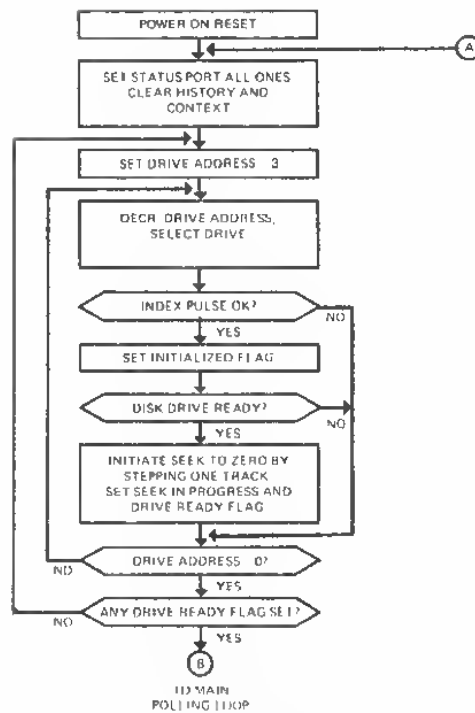 POWER ON RESET
A
SET STATUS PORT ALL ONES
CLEAR HISTORY AND
CONTEXT
SET DRIVE ADDRESS 3
DECR DRIVE ADDRESS,
SELECT DRIVE
INDEX PULSE OK?
NO
YES
SET INITIALIZED FLAG
DISK DRIVE READY?
NO
YES
INITIATE SEEK TO ZERO BY
STEPPING ONE TRACK
SET SEEK IN PROGRESS AND
DRIVE READY FLAG
DRIVE ADDRESS 0?
NO
YES
ANY DRIVE READY FLAG SET?
NO
YES
B
TO MAIN
POLLING LOOP